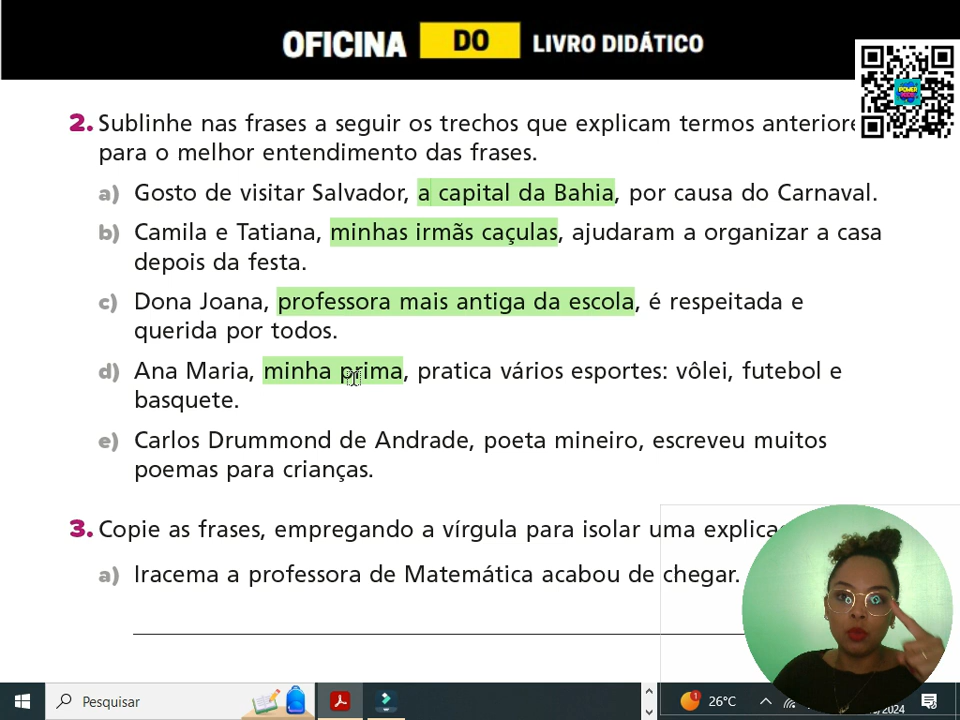 OFICINA DO LIVRO DIDÁTICO
POWER
2. Sublinhe nas frases a seguir os trechos que explicam termos
para o melhor entendimento das frases.
a) Gosto de visitar Salvador, a capital da Bahia, por causa do Carnaval.
b) Camila e Tatiana, minhas irmãs caçulas, ajudaram a organizar a casa
depois da festa.
c) Dona Joana, professora mais antiga da escola, é respeitada e
querida por todos.
d) Ana Maria, minha prima, pratica vários esportes: vôlei, futebol e
basquete.
e) Carlos Drummond de Andrade, poeta mineiro, escreveu muitos
poemas para crianças.
3. Copie as frases, empregando a vírgula para isolar uma
a) Iracema a professora de Matemática acabou de chegar.
Pesquisar
1
26°C
2024